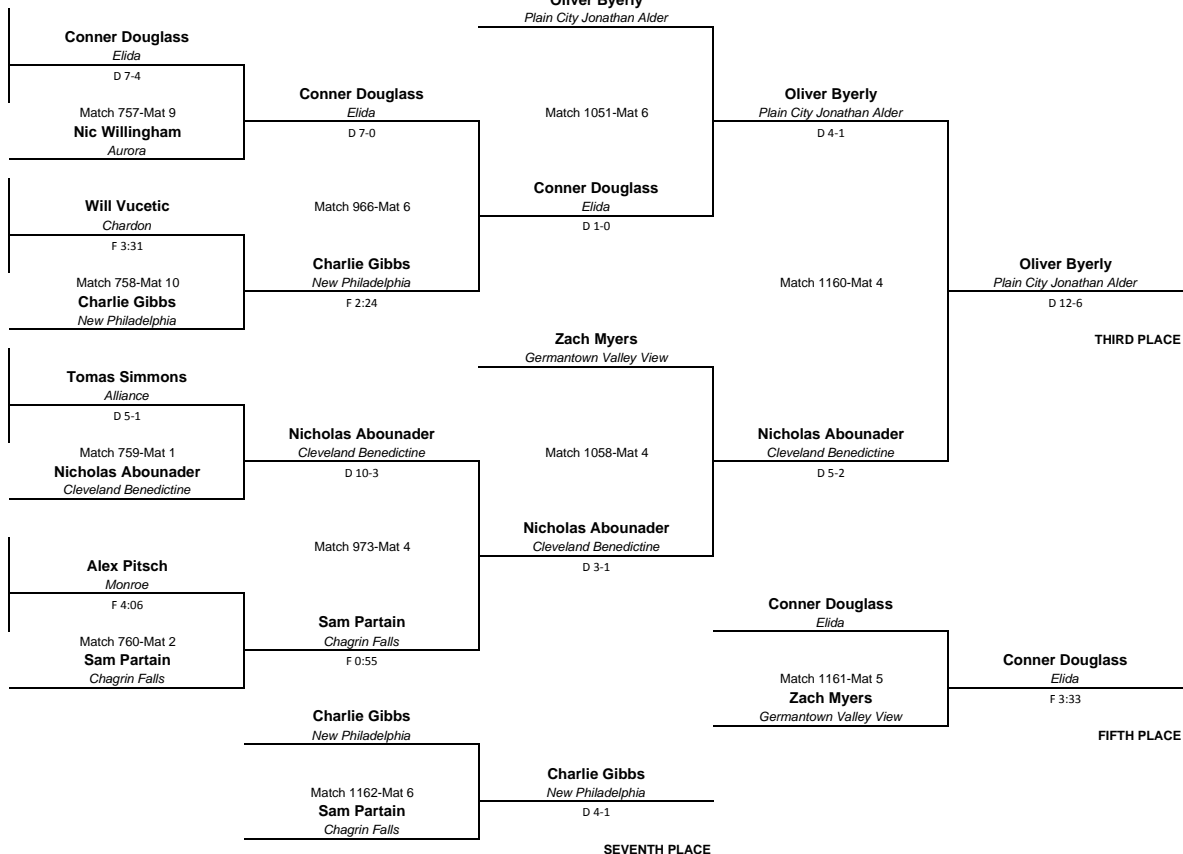 Oliver Byerly
Plain City Jonathan Alder
Conner Douglass
Elida
D 7-4
Match 757-Mat 9
Nic Willingham
Aurora
Conner Douglass
Elida
D 7-0
Match 1051-Mat 6
Oliver Byerly
Plain City Jonathan Alder
D 4-1
Will Vucetic
Chardon
F 3:31
Match 758-Mat 10
Charlie Gibbs
New Philadelphia
Match 966-Mat 6
Charlie Gibbs
New Philadelphia
F 2:24
Conner Douglass
Elida
D 1-0
Match 1160-Mat 4
Oliver Byerly
Plain City Jonathan Alder
D 12-6
THIRD PLACE
Tomas Simmons
Alliance
D 5-1
Match 759-Mat 1
Nicholas Abounader
Cleveland Benedictine
Nicholas Abounader
Cleveland Benedictine
D 10-3
Zach Myers
Germantown Valley View
Match 1058-Mat 4
Nicholas Abounader
Cleveland Benedictine
D 5-2
Alex Pitsch
Monroe
F 4:06
Match 760-Mat 2
Sam Partain
Chagrin Falls
Match 973-Mat 4
Sam Partain
Chagrin Falls
F 0:55
Nicholas Abounader
Cleveland Benedictine
D 3-1
Conner Douglass
Elida
Match 1161-Mat 5
Zach Myers
Germantown Valley View
Conner Douglass
Elida
F 3:33
FIFTH PLACE
Charlie Gibbs
New Philadelphia
Match 1162-Mat 6
Sam Partain
Chagrin Falls
Charlie Gibbs
New Philadelphia
D 4-1
SEVENTH PLACE